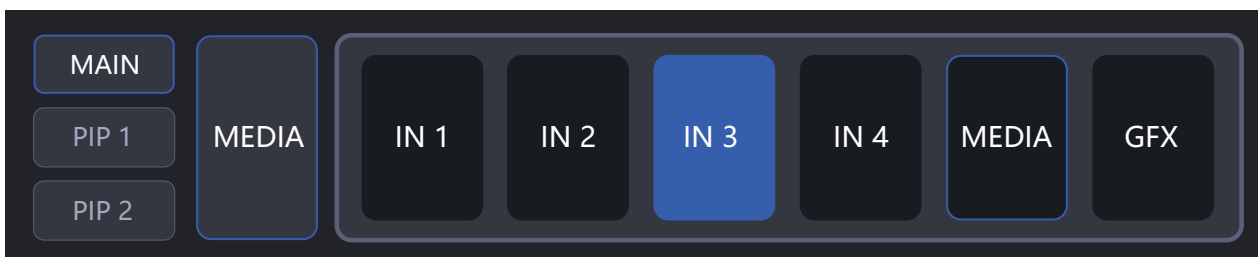 MAIN
PIP 1
PIP 2
MEDIA
IN 1
IN 2
IN 3
IN 4
MEDIA
GFX